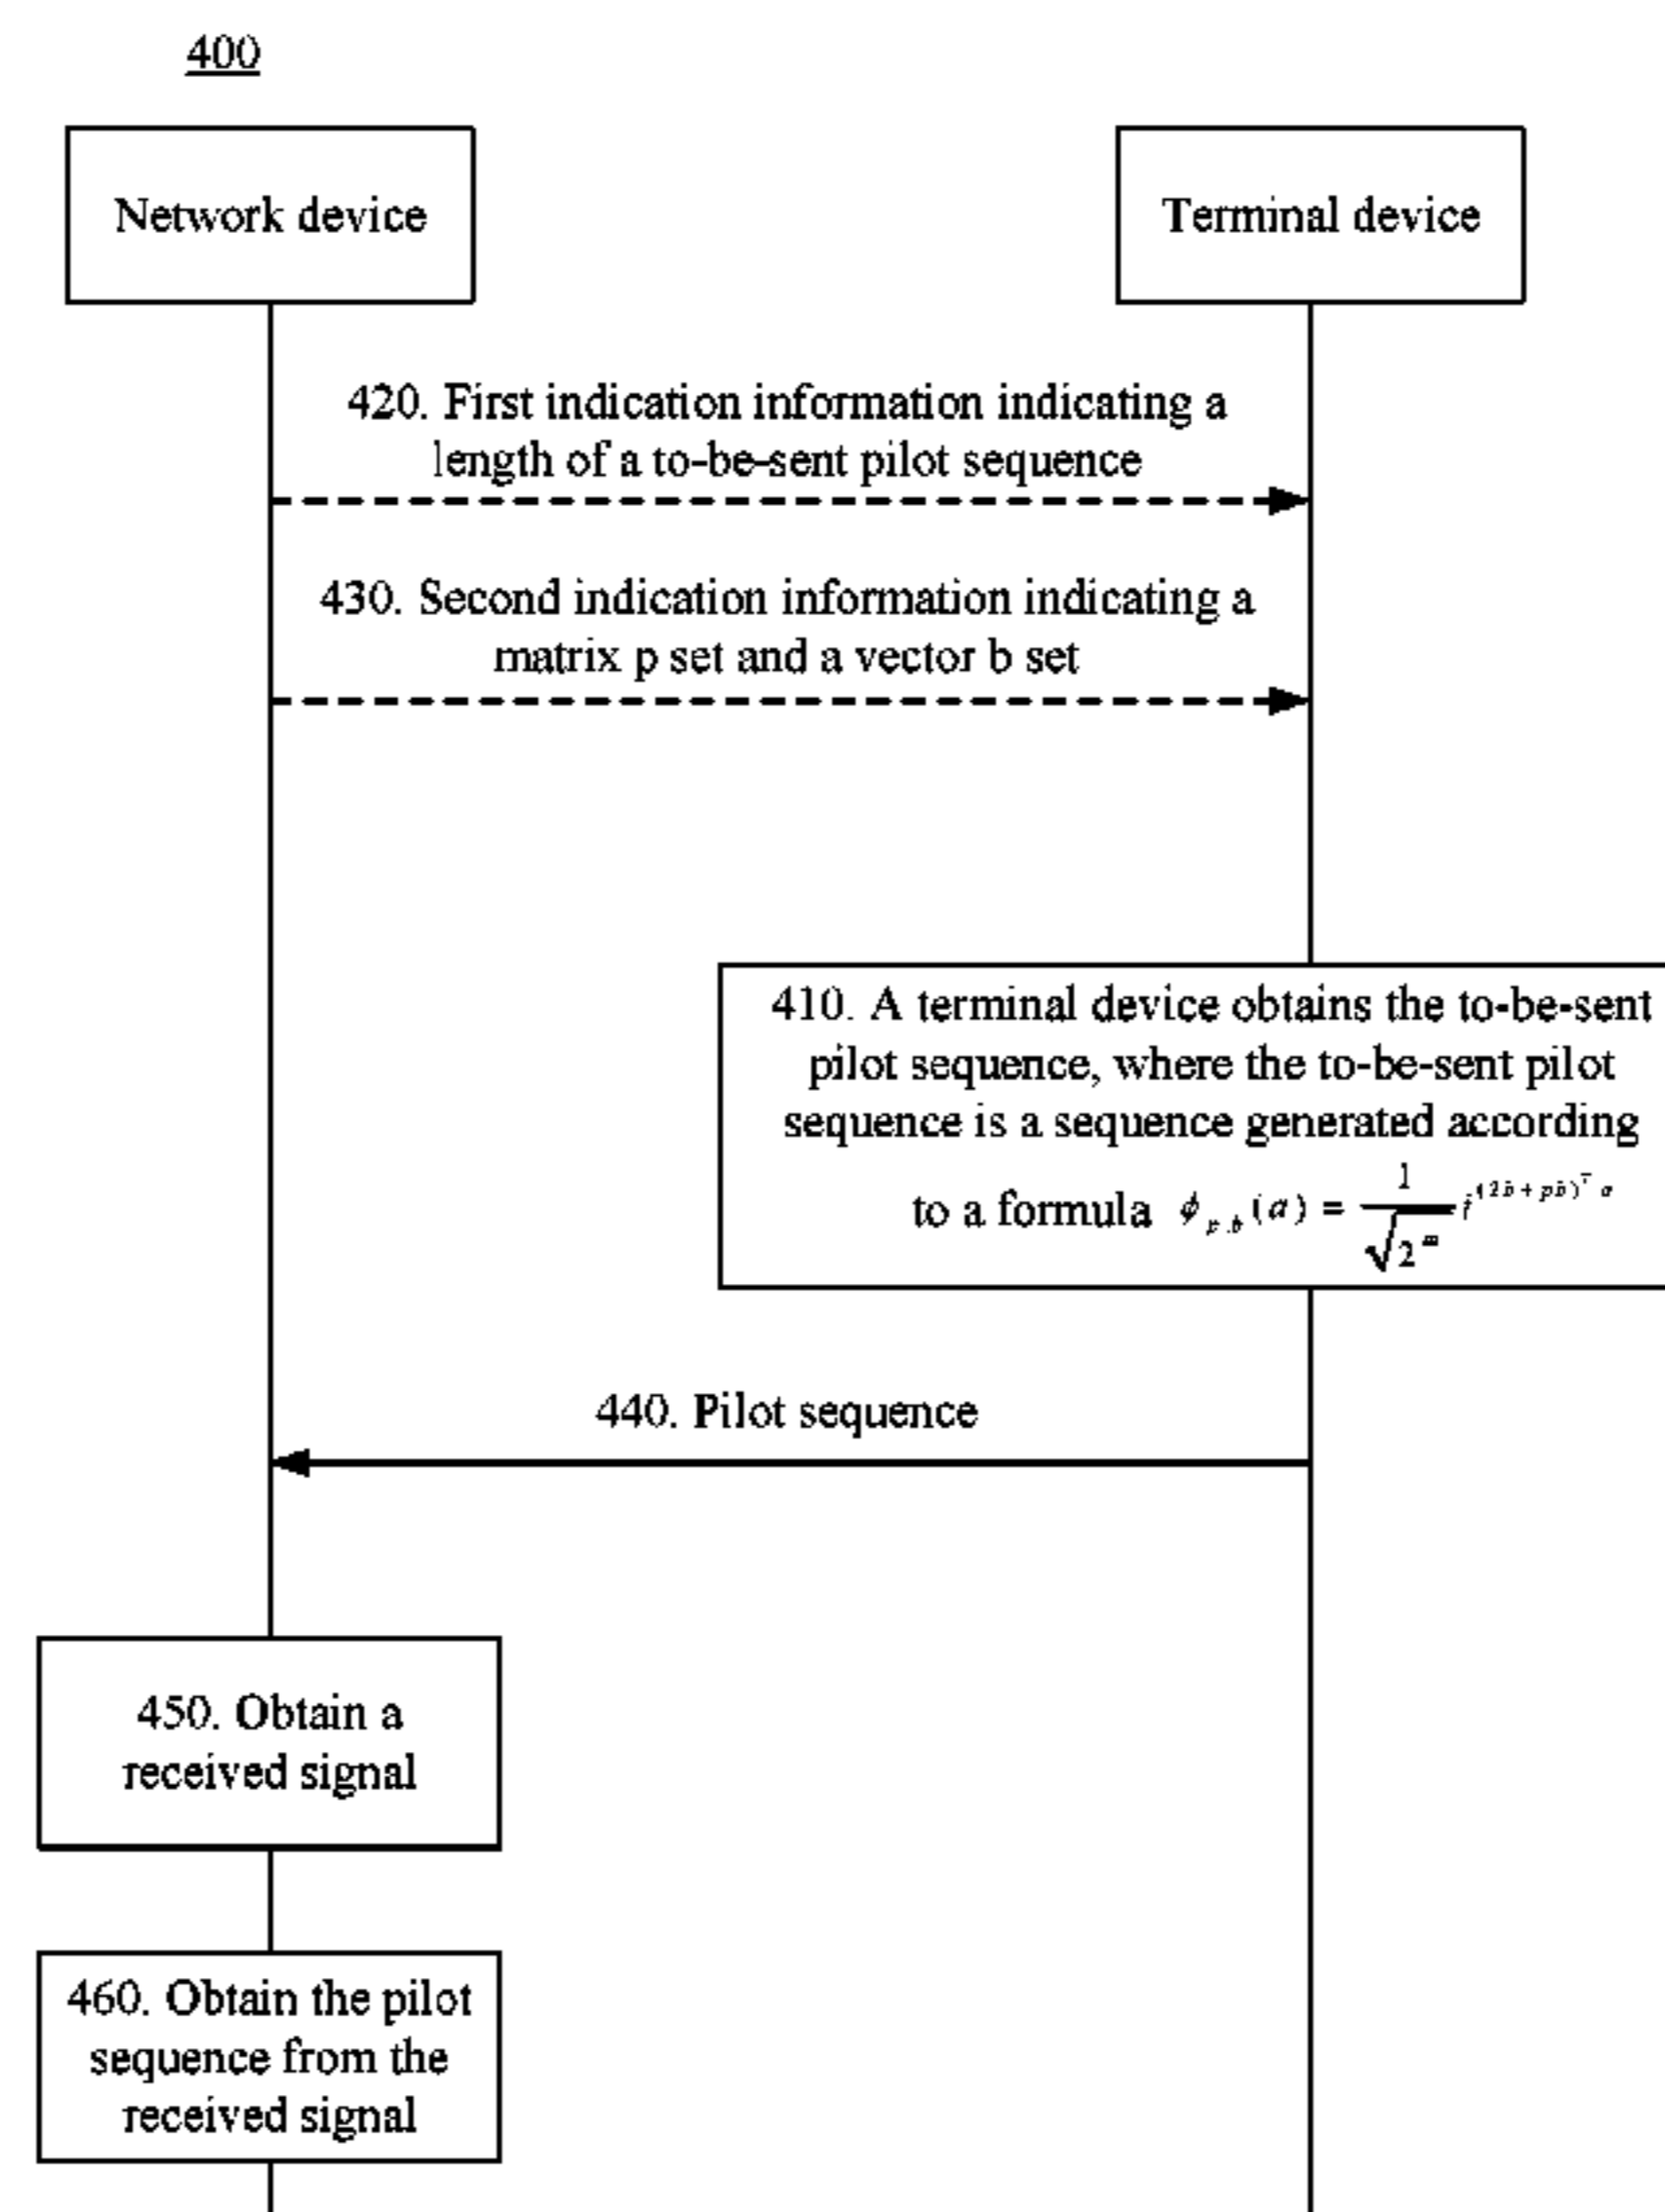 400
Network device
Terminal device
420. First indication information indicating a
length of a to-be-sent pilot sequence
430. Second indication information indicating a
matrix p set and a vector b set
410. A terminal device obtains the to-be-sent
pilot sequence, where the to-be-sent pilot
sequence is a sequence generated according
to a formula
440. Pilot sequence
450. Obtain a
received signal
460. Obtain the pilot
sequence from the
received signal